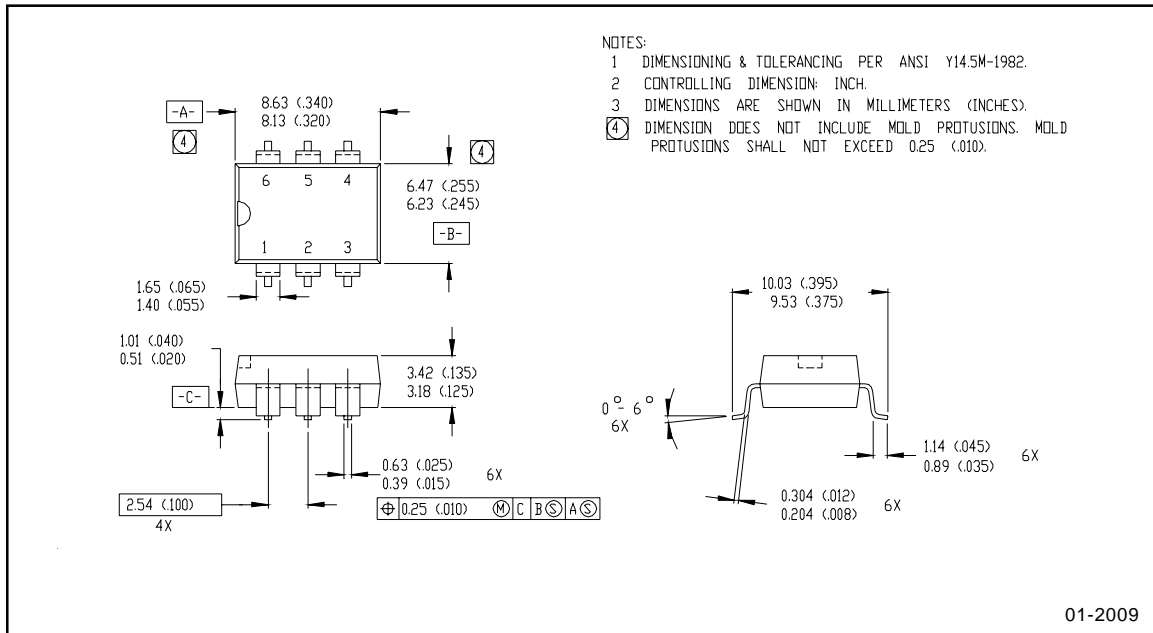 NOTES:
1 DIMENSIONING & TOLERANCING PER ANSI Y14.5M-1982.
2 CONTROLLING DIMENSION: INCH.
3 DIMENSIONS ARE SHOWN IN MILLIMETERS (INCHES).
4 DIMENSION DOES NOT INCLUDE MOLD PROTUSIONS. MOLD
PROTUSIONS SHALL NOT EXCEED 0.25 (.010).
-A-
8.63 (.340)
8.13 (.320)
4
4
6 5 4
6.47 (.255)
6.23 (.245)
-B-
1 2 3
1.65 (.065)
1.40 (.055)
1.01 (.040)
0.51 (.020)
-C-
3.42 (.135)
3.18 (.125)
0.63 (.025)
0.39 (.015)
6X
2.54 (.100)
4X
⌖ 0.25 (.010) Ⓜ C B Ⓢ A Ⓢ
10.03 (.395)
9.53 (.375)
0° - 6°
6X
1.14 (.045)
0.89 (.035)
6X
0.304 (.012)
0.204 (.008)
6X
01-2009